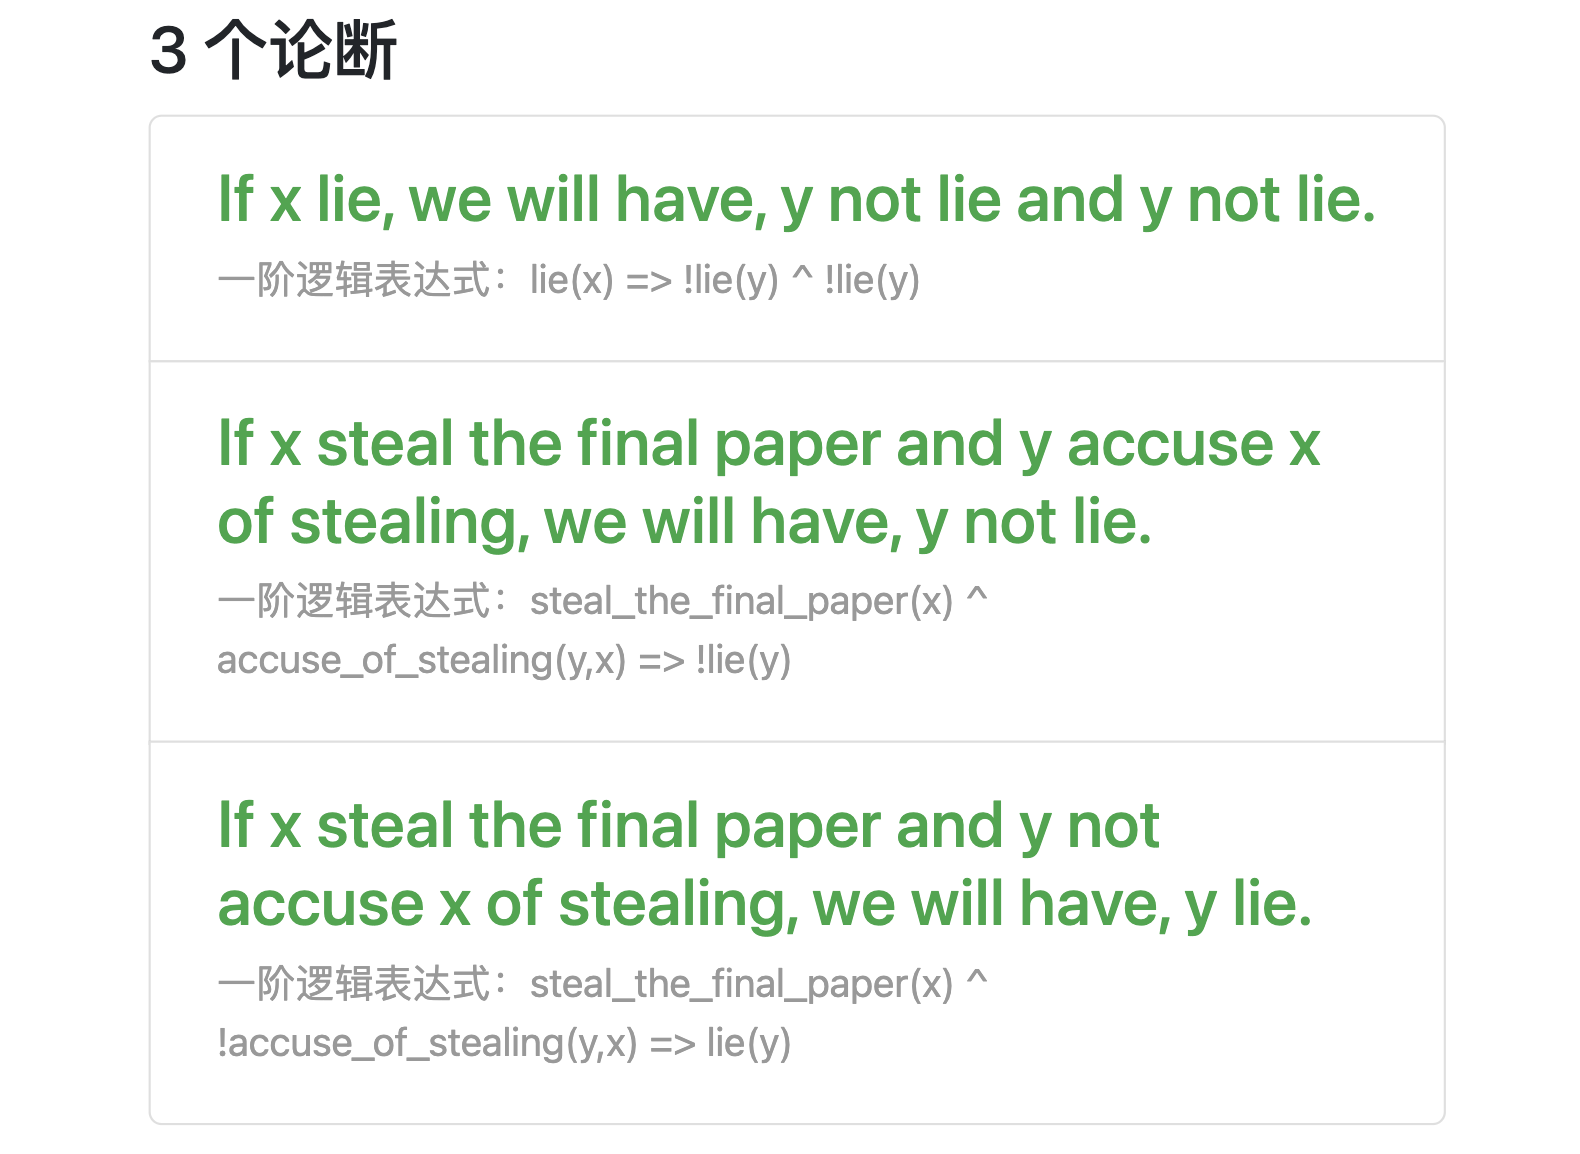 3 个论断
If x lie, we will have, y not lie and y not lie.
一阶逻辑表达式：lie(x) => !lie(y) ^ !lie(y)
If x steal the final paper and y accuse x
of stealing, we will have, y not lie.
一阶逻辑表达式：steal_the_final_paper(x) ^
accuse_of_stealing(y,x) => !lie(y)
If x steal the final paper and y not
accuse x of stealing, we will have, y lie.
一阶逻辑表达式：steal_the_final_paper(x) ^
!accuse_of_stealing(y,x) => lie(y)